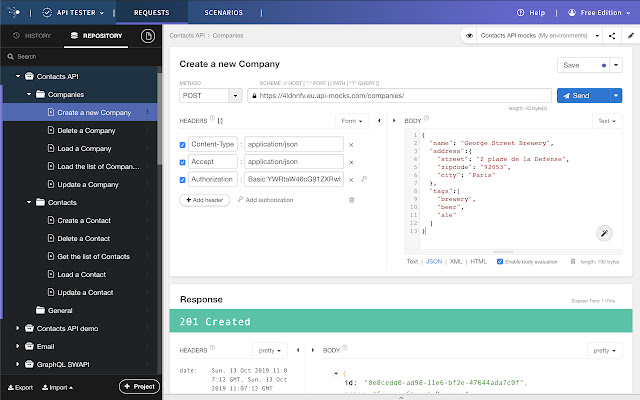 API TESTER
REQUESTS
SCENARIOS
Help
Free Edition
HISTORY
REPOSITORY
Search
Contacts API
Companies
Create a new Company
Delete a Company
Load a Company
Load the list of Compan...
Update a Company
Contacts
Create a Contact
Delete a Contact
Get the list of Contacts
Load a Contact
Update a Contact
General
Contacts API demo
Email
GraphQL SWAPI
Export
Import
+ Project
Contacts API › Companies
Contacts API mocks (My environments)
Create a new Company
Save
METHOD
SCHEME :// HOST [ ":" PORT ] [ PATH [ "?" QUERY ]]
POST
https://4ldnnfv.eu.api-mocks.com/companies/
Send
length: 43 byte(s)
HEADERS
Form
Content-Type : application/json
Accept : application/json
Authorization :
+ Add header
Add authorization
BODY
Text
1 {
2 "name": "George Street Brewery",
3 "address":{
4 "street": "2 place de la Defense",
5 "zipcode": "92053",
6 "city": "Paris"
7 },
8 "tags":[
9 "brewery",
10 "beer",
11 "ale"
12 ]
13 }
Text | JSON | XML | HTML
Enable body evaluation
length: 192 bytes
Response
Elapsed Time: 117ms
201 Created
HEADERS
pretty
date: Sun, 13 Oct 2019 11:0
7:12 GMT, Sun, 13 Oct
2019 11:07:12 GMT
BODY
pretty
{
id: "0e8cedd0-ad98-11e6-bf2e-47644ada7c0f",